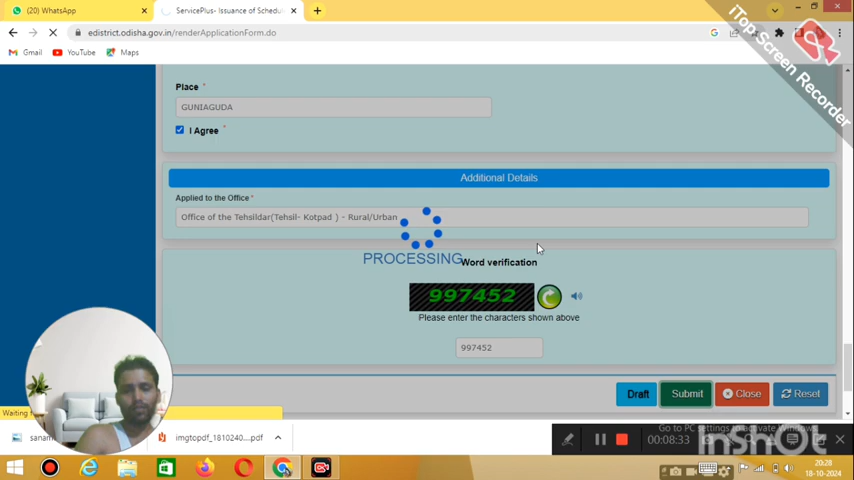 WhatsApp
ServicePlus- Issuance of Schedul
edistrict.odisha.gov.in/renderApplicationForm.do
Gmail
YouTube
Maps
iTop Screen Recorder
Place *
GUNIAGUDA
I Agree *
Additional Details
Applied to the Office *
Office of the Tehsildar(Tehsil- Kotpad ) - Rural/Urban
PROCESSING
Word verification
997452
Please enter the characters shown above
997452
Draft
Submit
Close
Reset
Waiting f
sanam
imgtopdf_1810240....pdf
Go to PC settings to activate Windows.
00:08:33
InShOt
20:28
18-10-2024